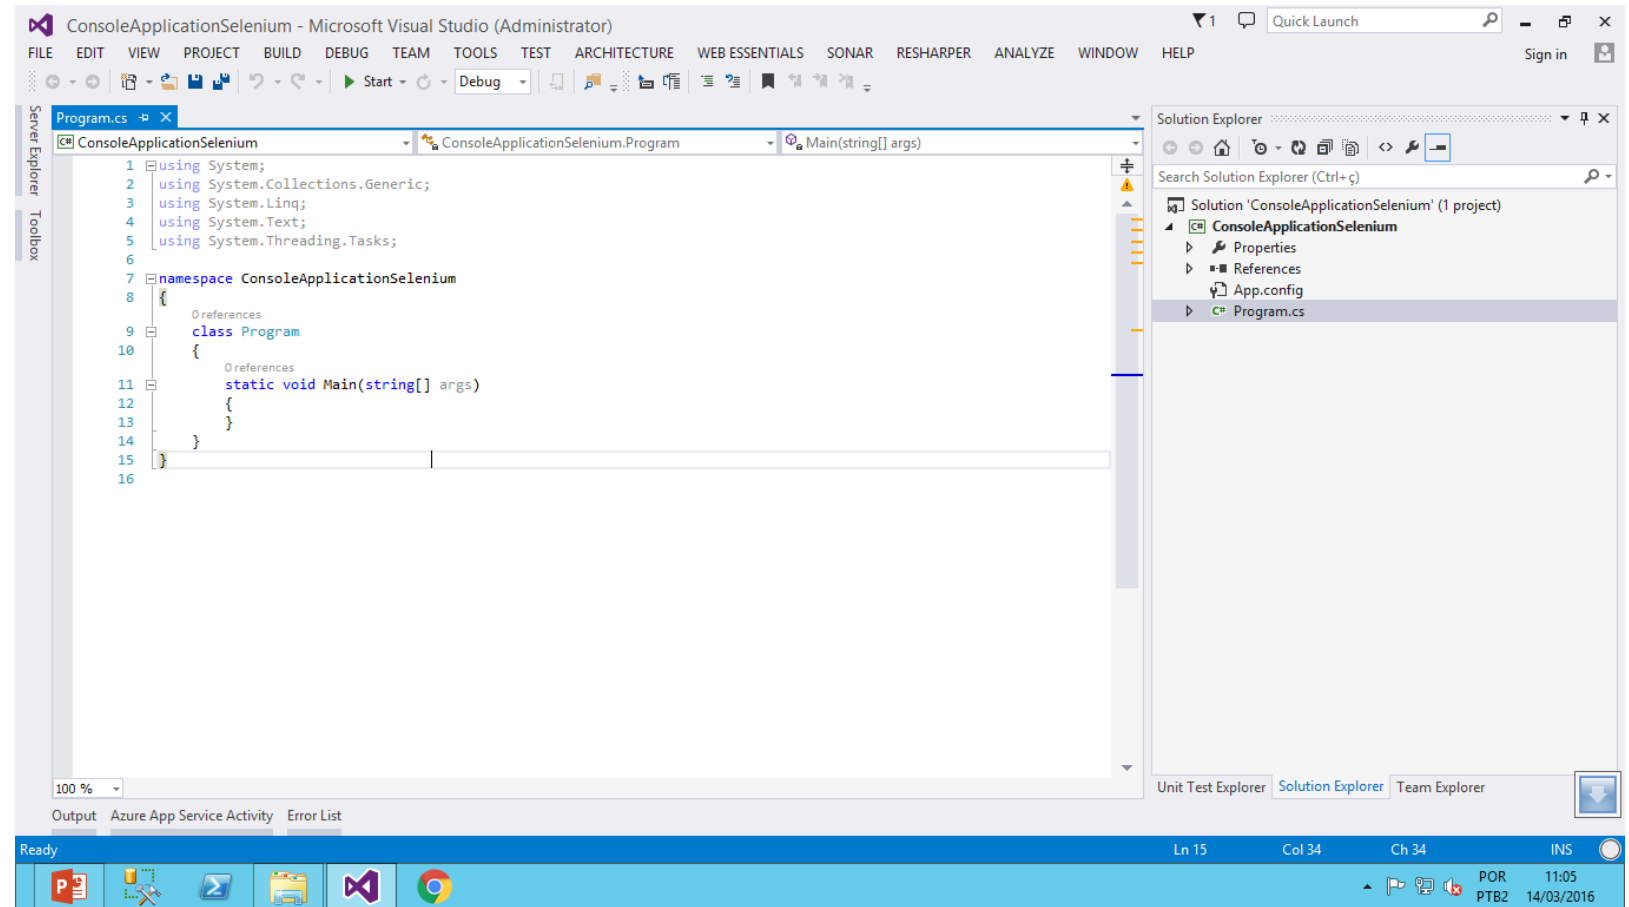 ConsoleApplicationSelenium - Microsoft Visual Studio (Administrator)
1
Quick Launch
FILE EDIT VIEW PROJECT BUILD DEBUG TEAM TOOLS TEST ARCHITECTURE WEB ESSENTIALS SONAR RESHARPER ANALYZE WINDOW HELP
Sign in
Start
Debug
Server Explorer
Toolbox
Program.cs
ConsoleApplicationSelenium
ConsoleApplicationSelenium.Program
Main(string[] args)
1 using System;
2 using System.Collections.Generic;
3 using System.Linq;
4 using System.Text;
5 using System.Threading.Tasks;
6
7 namespace ConsoleApplicationSelenium
8 {
0 references
9 class Program
10 {
0 references
11 static void Main(string[] args)
12 {
13 }
14 }
15 }
16
100 %
Solution Explorer
Search Solution Explorer (Ctrl+ç)
Solution 'ConsoleApplicationSelenium' (1 project)
C# ConsoleApplicationSelenium
Properties
References
App.config
C# Program.cs
Unit Test Explorer Solution Explorer Team Explorer
Output Azure App Service Activity Error List
Ready
Ln 15 Col 34 Ch 34 INS
POR 11:05
PTB2 14/03/2016